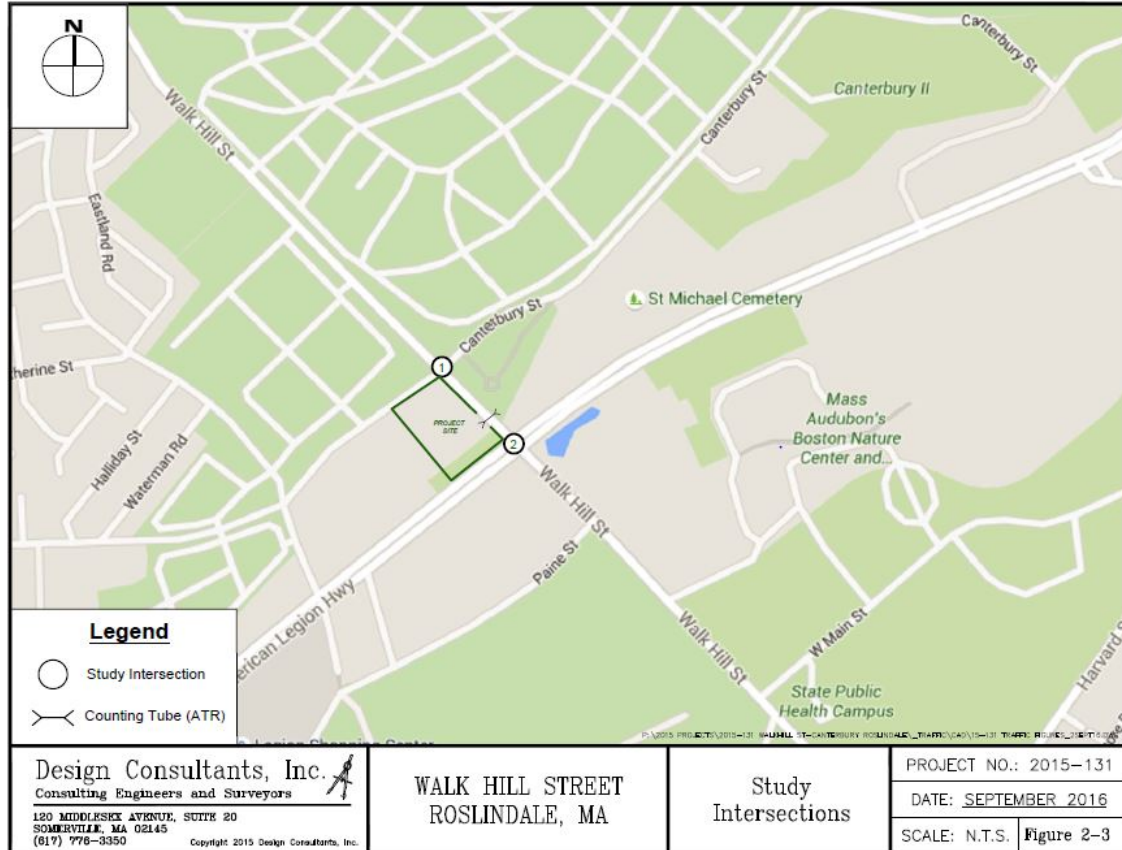 N
Canterbury St
Canterbury II
Canterbury St
Walk Hill St
Eastland Rd
St Michael Cemetery
Canterbury St
1
herine St
PROJECT
SITE
2
Mass
Audubon's
Boston Nature
Center and...
Halliday St
Waterman Rd
Walk Hill St
Paine St
erican Legion Hwy
Walk Hill St
W Main St
Harvard S
State Public
Health Campus
Legend
Study Intersection
Counting Tube (ATR)
Design Consultants, Inc.
Consulting Engineers and Surveyors
120 MIDDLESEX AVENUE, SUITE 20
SOMERVILLE, MA 02145
(617) 776-3350
Copyright 2015 Design Consultants, Inc.
WALK HILL STREET
ROSLINDALE, MA
Study
Intersections
PROJECT NO.: 2015-131
DATE: SEPTEMBER 2016
SCALE: N.T.S.
Figure 2-3